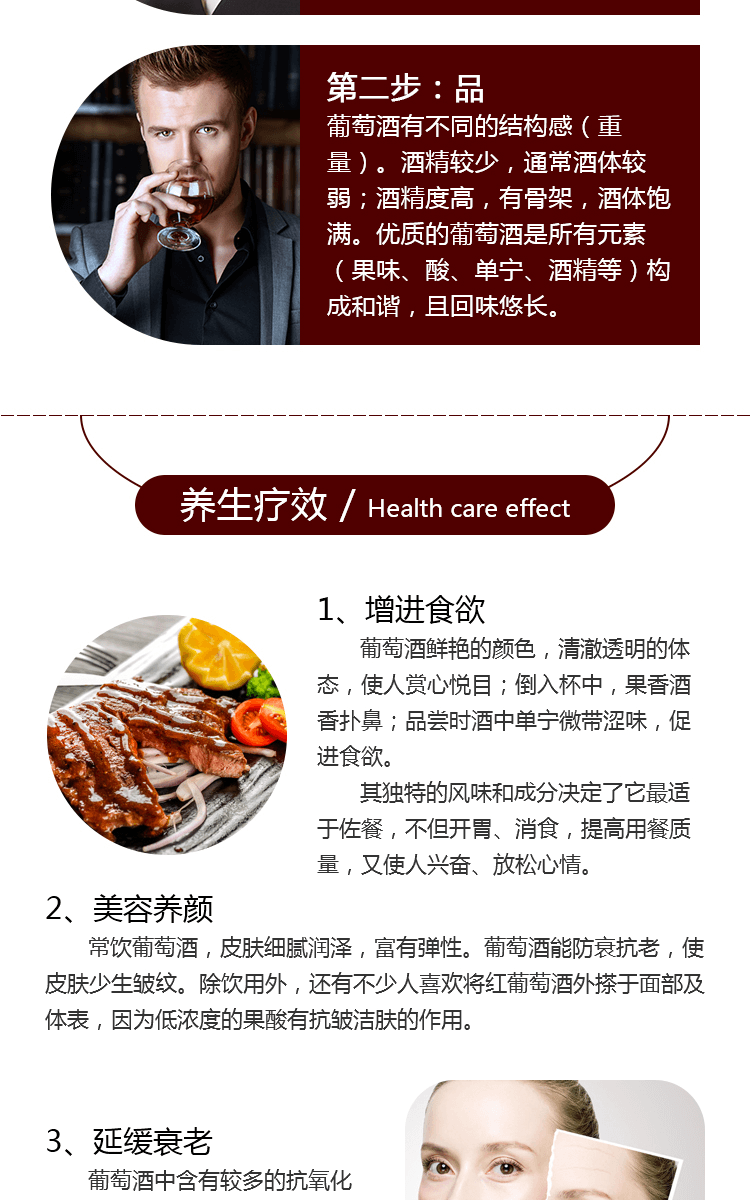 第二步：品
葡萄酒有不同的结构感（重
量）。酒精较少，通常酒体较
弱；酒精度高，有骨架，酒体饱
满。优质的葡萄酒是所有元素
（果味、酸、单宁、酒精等）构
成和谐，且回味悠长。
养生疗效 / Health care effect
1、增进食欲
葡萄酒鲜艳的颜色，清澈透明的体
态，使人赏心悦目；倒入杯中，果香酒
香扑鼻；品尝时酒中单宁微带涩味，促
进食欲。
其独特的风味和成分决定了它最适
于佐餐，不但开胃、消食，提高用餐质
量，又使人兴奋、放松心情。
2、美容养颜
常饮葡萄酒，皮肤细腻润泽，富有弹性。葡萄酒能防衰抗老，使
皮肤少生皱纹。除饮用外，还有不少人喜欢将红葡萄酒外搽于面部及
体表，因为低浓度的果酸有抗皱洁肤的作用。
3、延缓衰老
葡萄酒中含有较多的抗氧化